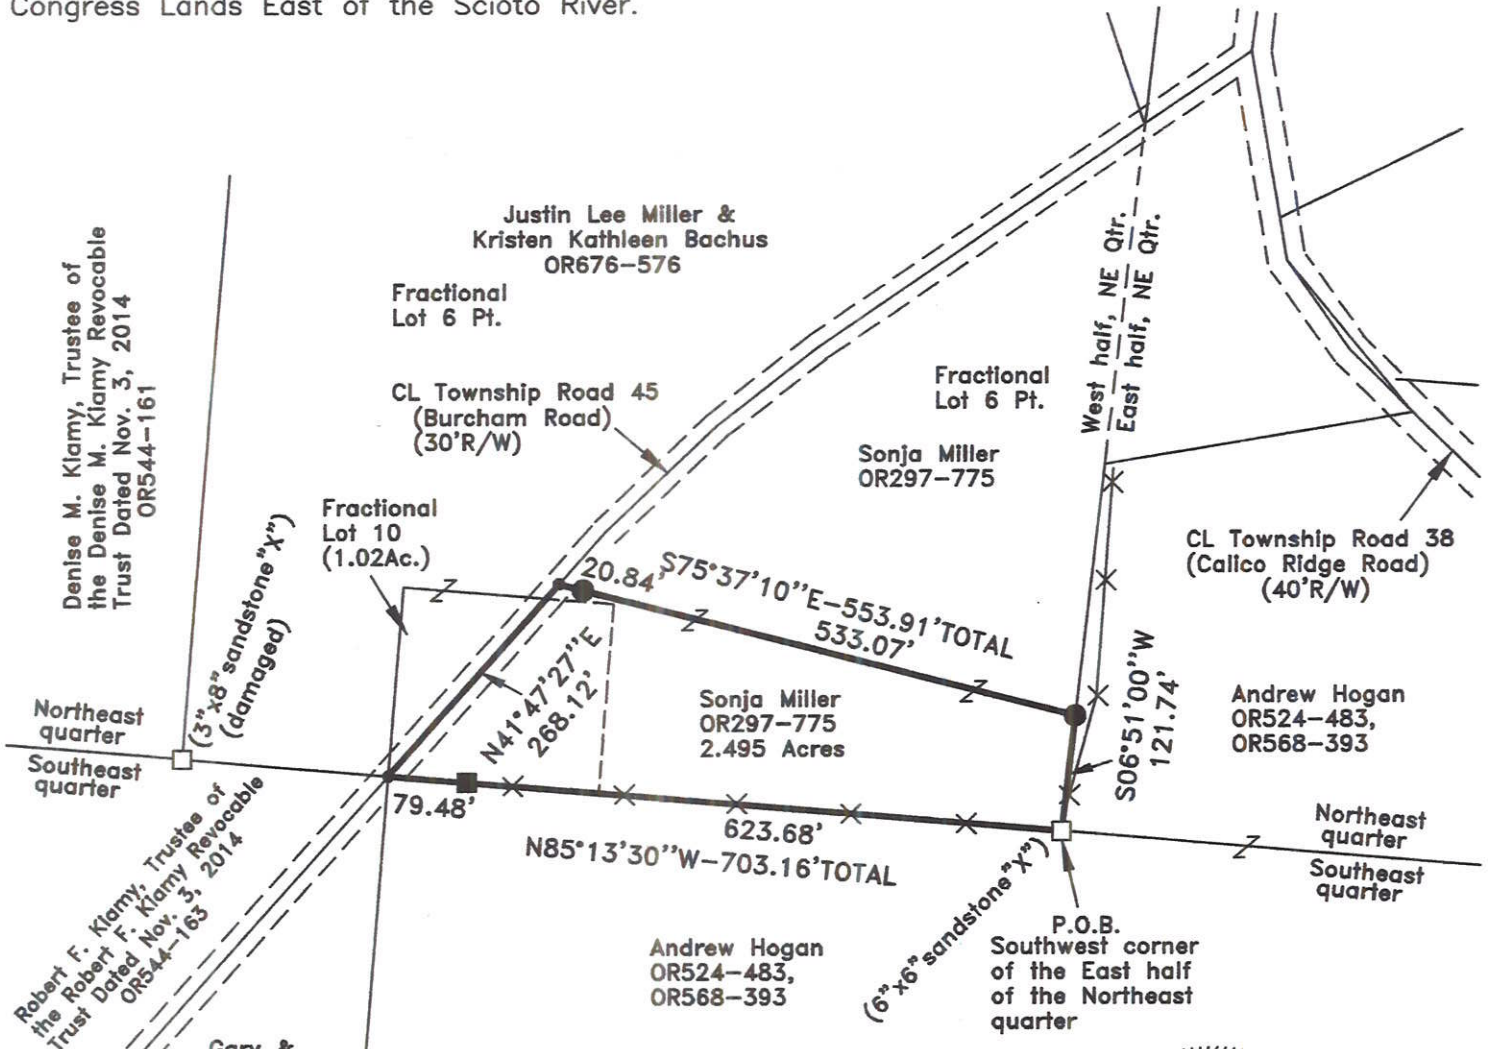 Congress Lands East of the Scioto River.
Justin Lee Miller &
Kristen Kathleen Bachus
OR676-576
Fractional
Lot 6 Pt.
Denise M. Klamy, Trustee of
the Denise M. Klamy Revocable
Trust Dated Nov. 3, 2014
OR544-161
CL Township Road 45
(Burcham Road)
(30'R/W)
Fractional
Lot 6 Pt.
Sonja Miller
OR297-775
West half, NE Qtr.
East half, NE Qtr.
CL Township Road 38
(Calico Ridge Road)
(40'R/W)
Fractional
Lot 10
(1.02Ac.)
(3"x8"sandstone"X")
(damaged)
20.84'
S75°37'10"E-553.91'TOTAL
533.07'
N41°47'27"E
268.12'
Sonja Miller
OR297-775
2.495 Acres
S06°51'00"W
121.74'
Andrew Hogan
OR524-483,
OR568-393
Northeast
quarter
Southeast
quarter
79.48'
623.68'
N85°13'30"W-703.16'TOTAL
Northeast
quarter
Southeast
quarter
Robert F. Klamy, Trustee of
the Robert F. Klamy Revocable
Trust Dated Nov. 3, 2014
OR544-163
Andrew Hogan
OR524-483,
OR568-393
(6"x6"sandstone"X")
P.O.B.
Southwest corner
of the East half
of the Northeast
quarter
Gary &